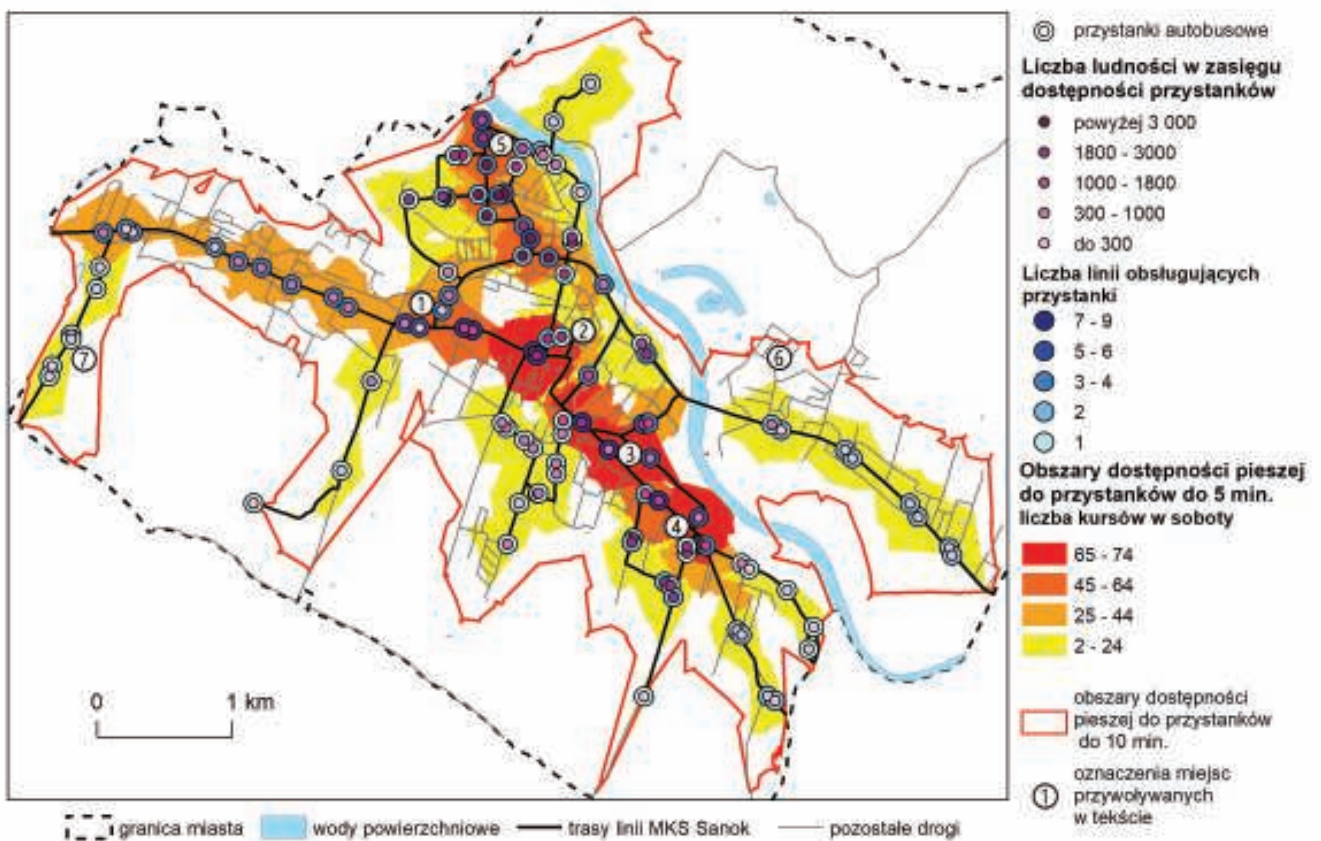 przystanki autobusowe
Liczba ludności w zasięgu
dostępności przystanków
powyżej 3 000
1800 - 3000
1000 - 1800
300 - 1000
do 300
Liczba linii obsługujących
przystanki
7 - 9
5 - 6
3 - 4
2
1
Obszary dostępności pieszej
do przystanków do 5 min.
liczba kursów w soboty
65 - 74
45 - 64
25 - 44
2 - 24
obszary dostępności
pieszej do przystanków
do 10 min.
oznaczenia miejsc
1 przywoływanych
w tekście
5
1
2
7
6
3
4
0 1 km
granica miasta wody powierzchniowe trasy linii MKS Sanok pozostałe drogi